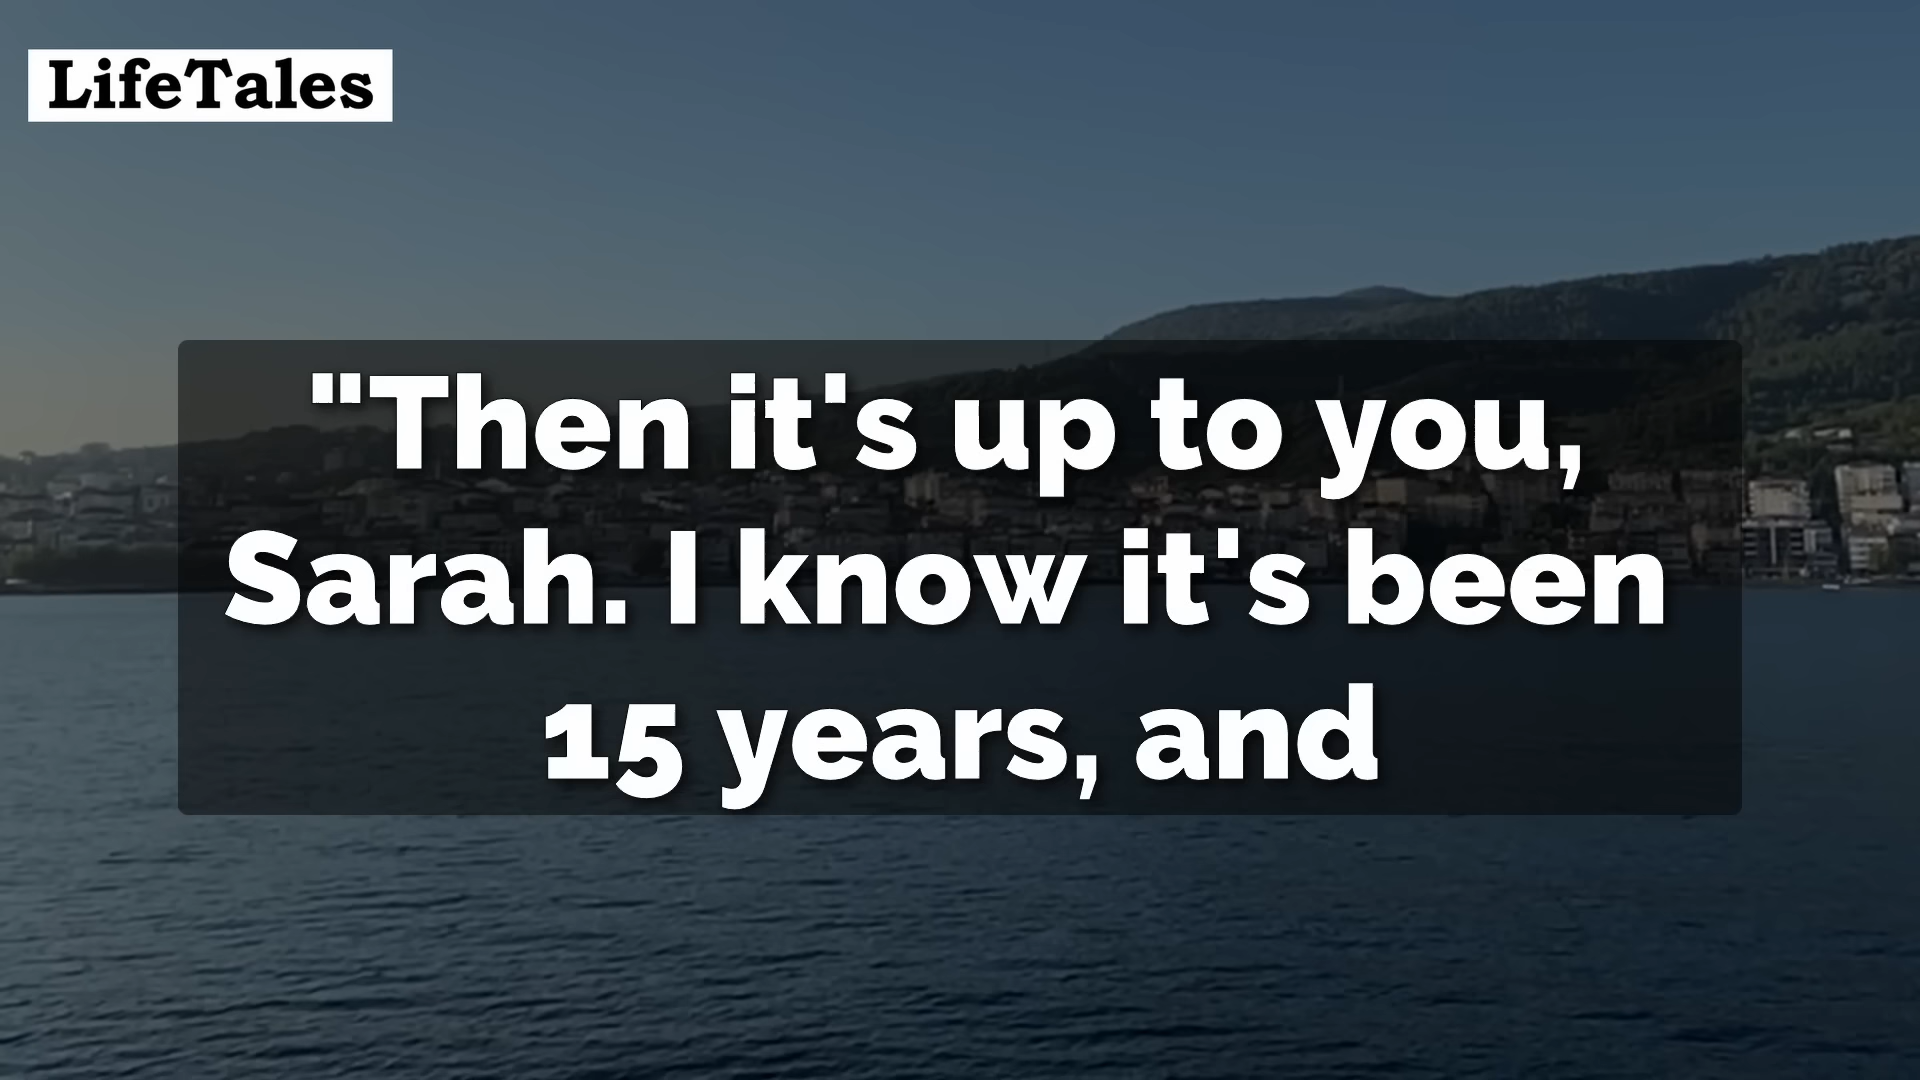 LifeTales
"Then it's up to you,
Sarah. I know it's been
15 years, and